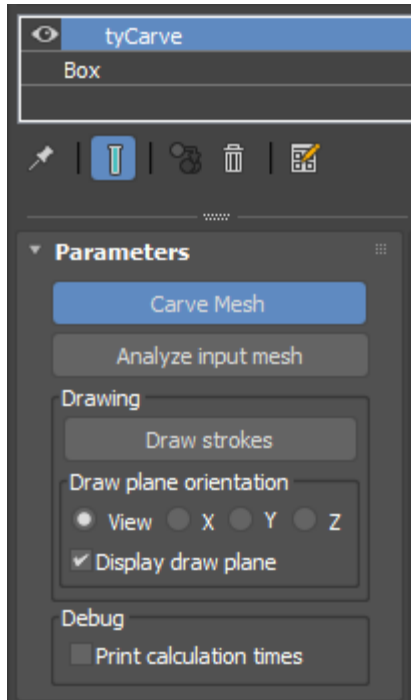 tyCarve
Box
Parameters
Carve Mesh
Analyze input mesh
Drawing
Draw strokes
Draw plane orientation
View X Y Z
Display draw plane
Debug
Print calculation times